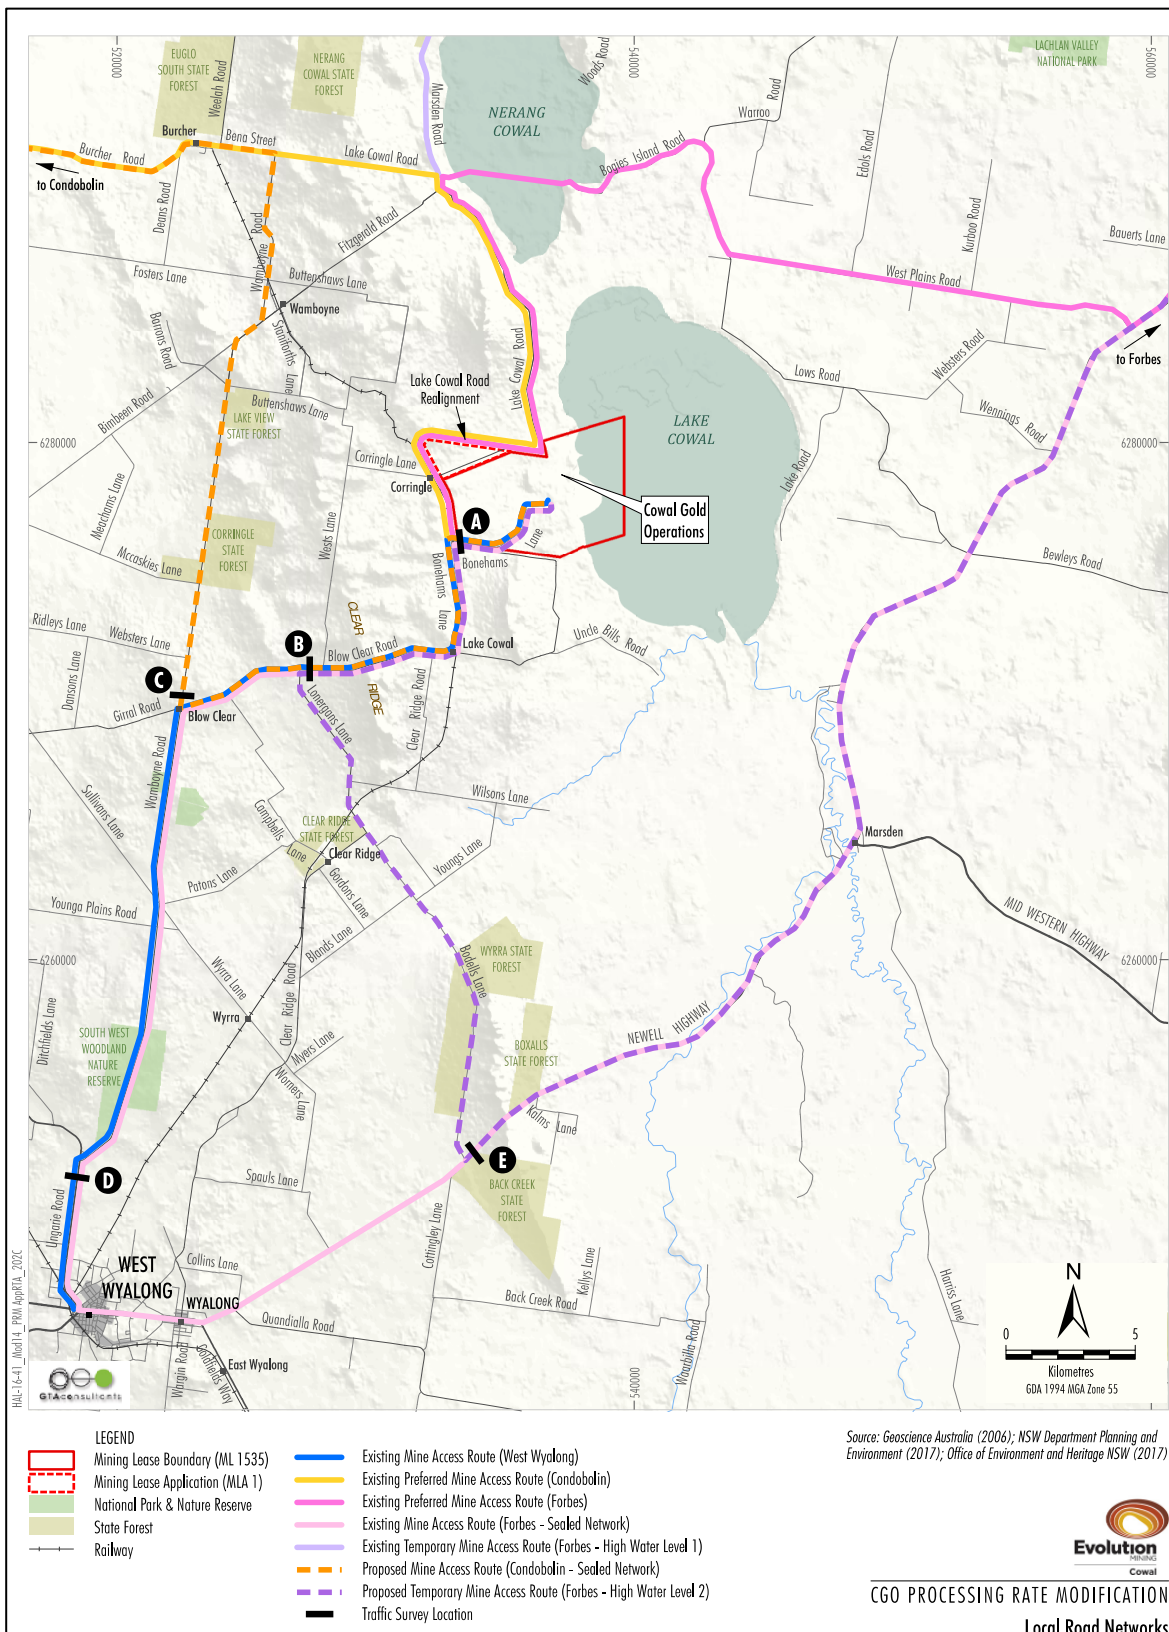 520000
540000
560000
EUGLO
SOUTH STATE
FOREST
Weelah Road
NERANG
COWAL STATE
FOREST
Marsden Road
Woods Road
LACHLAN VALLEY
NATIONAL PARK
NERANG
COWAL
Warroo Road
Edols Road
Burcher
Bena Street
Burcher Road
to Condobolin
Lake Cowal Road
Bogies Island Road
Deans Road
Wamboyne Road
Fitzgerald Road
Kurboo Road
Bauerts Lane
Fosters Lane
Buttenshaws Lane
West Plains Road
Wamboyne
Barrons Road
Staniforths Lane
Lake Cowal Road
to Forbes
Websters Road
Lows Road
Lake Cowal Road
Realignment
Bimbeen Road
LAKE VIEW
STATE FOREST
Buttenshaws Lane
LAKE
COWAL
Wennings Road
6280000
6280000
Corringle Lane
Corringle
Lake Road
Meachams Lane
Cowal Gold
Operations
CORRINGLE
STATE
FOREST
Wests Lane
A
Lane
Bonehams
Mccaskies Lane
Bonehams Lane
Bewleys Road
Ridleys Lane
Websters Lane
CLEAR
RIDGE
B
Blow Clear Road
Lake Cowal
Uncle Bills Road
C
Dansons Lane
Girral Road
Blow Clear
Lonergans Lane
Clear Ridge Road
Wamboyne Road
Sullivans Lane
Wilsons Lane
Campbells Lane
CLEAR RIDGE
STATE FOREST
Clear Ridge
Marsden
Youngs Lane
Patons Lane
Gordons Lane
Younga Plains Road
Blands Lane
MID WESTERN HIGHWAY
Wyrra Lane
Bodells Lane
WYRRA STATE
FOREST
6260000
6260000
Clear Ridge Road
Ditchfields Lane
Wyrra
SOUTH WEST
WOODLAND
NATURE
RESERVE
Myers Lane
Worners Lane
NEWELL HIGHWAY
BOXALLS
STATE FOREST
Kalms Lane
E
D
BACK CREEK
STATE
FOREST
Spauls Lane
Ungarie Road
Cottingley Lane
Collins Lane
WEST
WYALONG
WYALONG
Kellys Lane
Back Creek Road
Harriss Lane
Quandialla Road
East Wyalong
Wargin Road
Goldfields Way
Waarbilla Road
540000
N
0 5
Kilometres
GDA 1994 MGA Zone 55
GTAconsultants
HAL-16-41_Mod14_PRM AppRTA_202C
LEGEND
Mining Lease Boundary (ML 1535)
Mining Lease Application (MLA 1)
National Park & Nature Reserve
State Forest
Railway
Existing Mine Access Route (West Wyalong)
Existing Preferred Mine Access Route (Condobolin)
Existing Preferred Mine Access Route (Forbes)
Existing Mine Access Route (Forbes - Sealed Network)
Existing Temporary Mine Access Route (Forbes - High Water Level 1)
Proposed Mine Access Route (Condobolin - Sealed Network)
Proposed Temporary Mine Access Route (Forbes - High Water Level 2)
Traffic Survey Location
Source: Geoscience Australia (2006); NSW Department Planning and
Environment (2017); Office of Environment and Heritage NSW (2017)
Evolution
MINING
Cowal
CGO PROCESSING RATE MODIFICATION
Local Road Networks